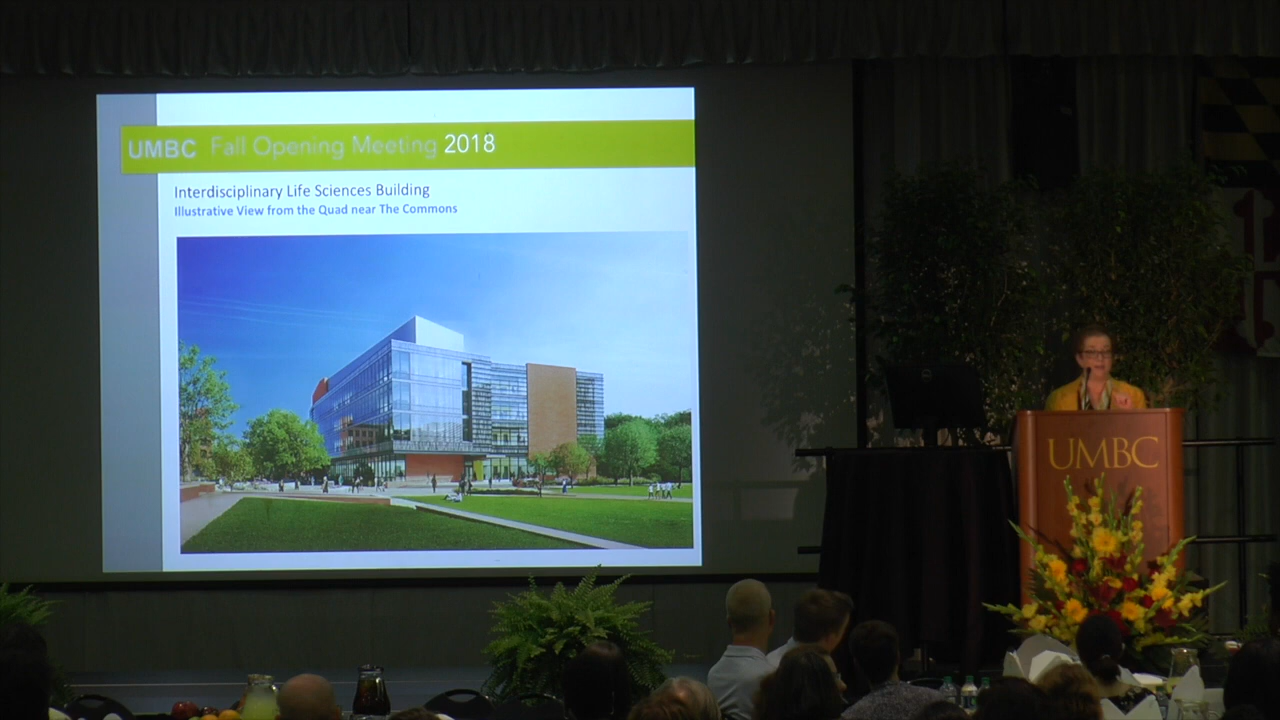 UMBC Fall Opening Meeting 2018
Interdisciplinary Life Sciences Building
Illustrative View from the Quad near The Commons
UMBC